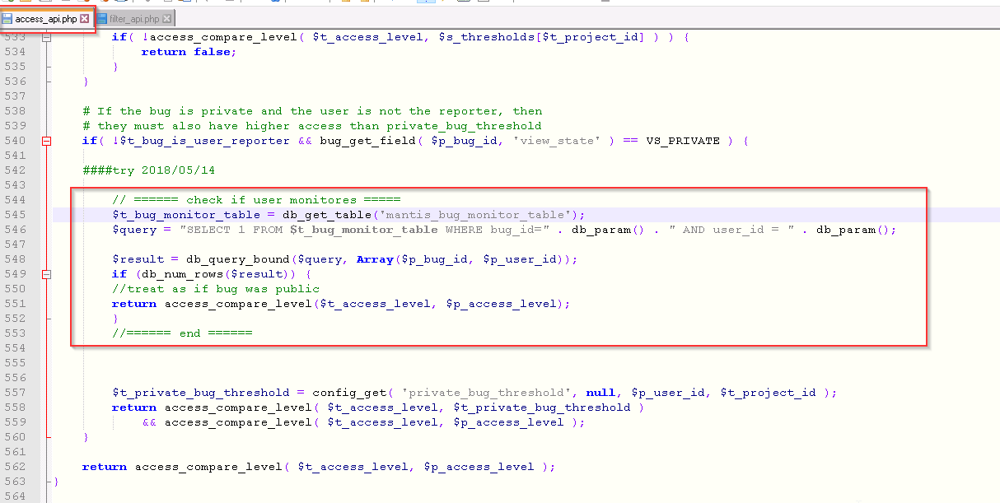 access_api.php filter_api.php
533 if( !access_compare_level( $t_access_level, $s_thresholds[$t_project_id] ) ) {
534 return false;
535 }
536 }
537
538 # If the bug is private and the user is not the reporter, then
539 # they must also have higher access than private_bug_threshold
540 if( !$t_bug_is_user_reporter && bug_get_field( $p_bug_id, 'view_state' ) == VS_PRIVATE ) {
541
542 ####try 2018/05/14
543
544 // ====== check if user monitores =====
545 $t_bug_monitor_table = db_get_table('mantis_bug_monitor_table');
546 $query = "SELECT 1 FROM $t_bug_monitor_table WHERE bug_id=" . db_param() . " AND user_id = " . db_param();
547
548 $result = db_query_bound($query, Array($p_bug_id, $p_user_id));
549 if (db_num_rows($result)) {
550 //treat as if bug was public
551 return access_compare_level($t_access_level, $p_access_level);
552 }
553 //====== end ======
554
555
556
557 $t_private_bug_threshold = config_get( 'private_bug_threshold', null, $p_user_id, $t_project_id );
558 return access_compare_level( $t_access_level, $t_private_bug_threshold )
559 && access_compare_level( $t_access_level, $p_access_level );
560 }
561
562 return access_compare_level( $t_access_level, $p_access_level );
563 }
564